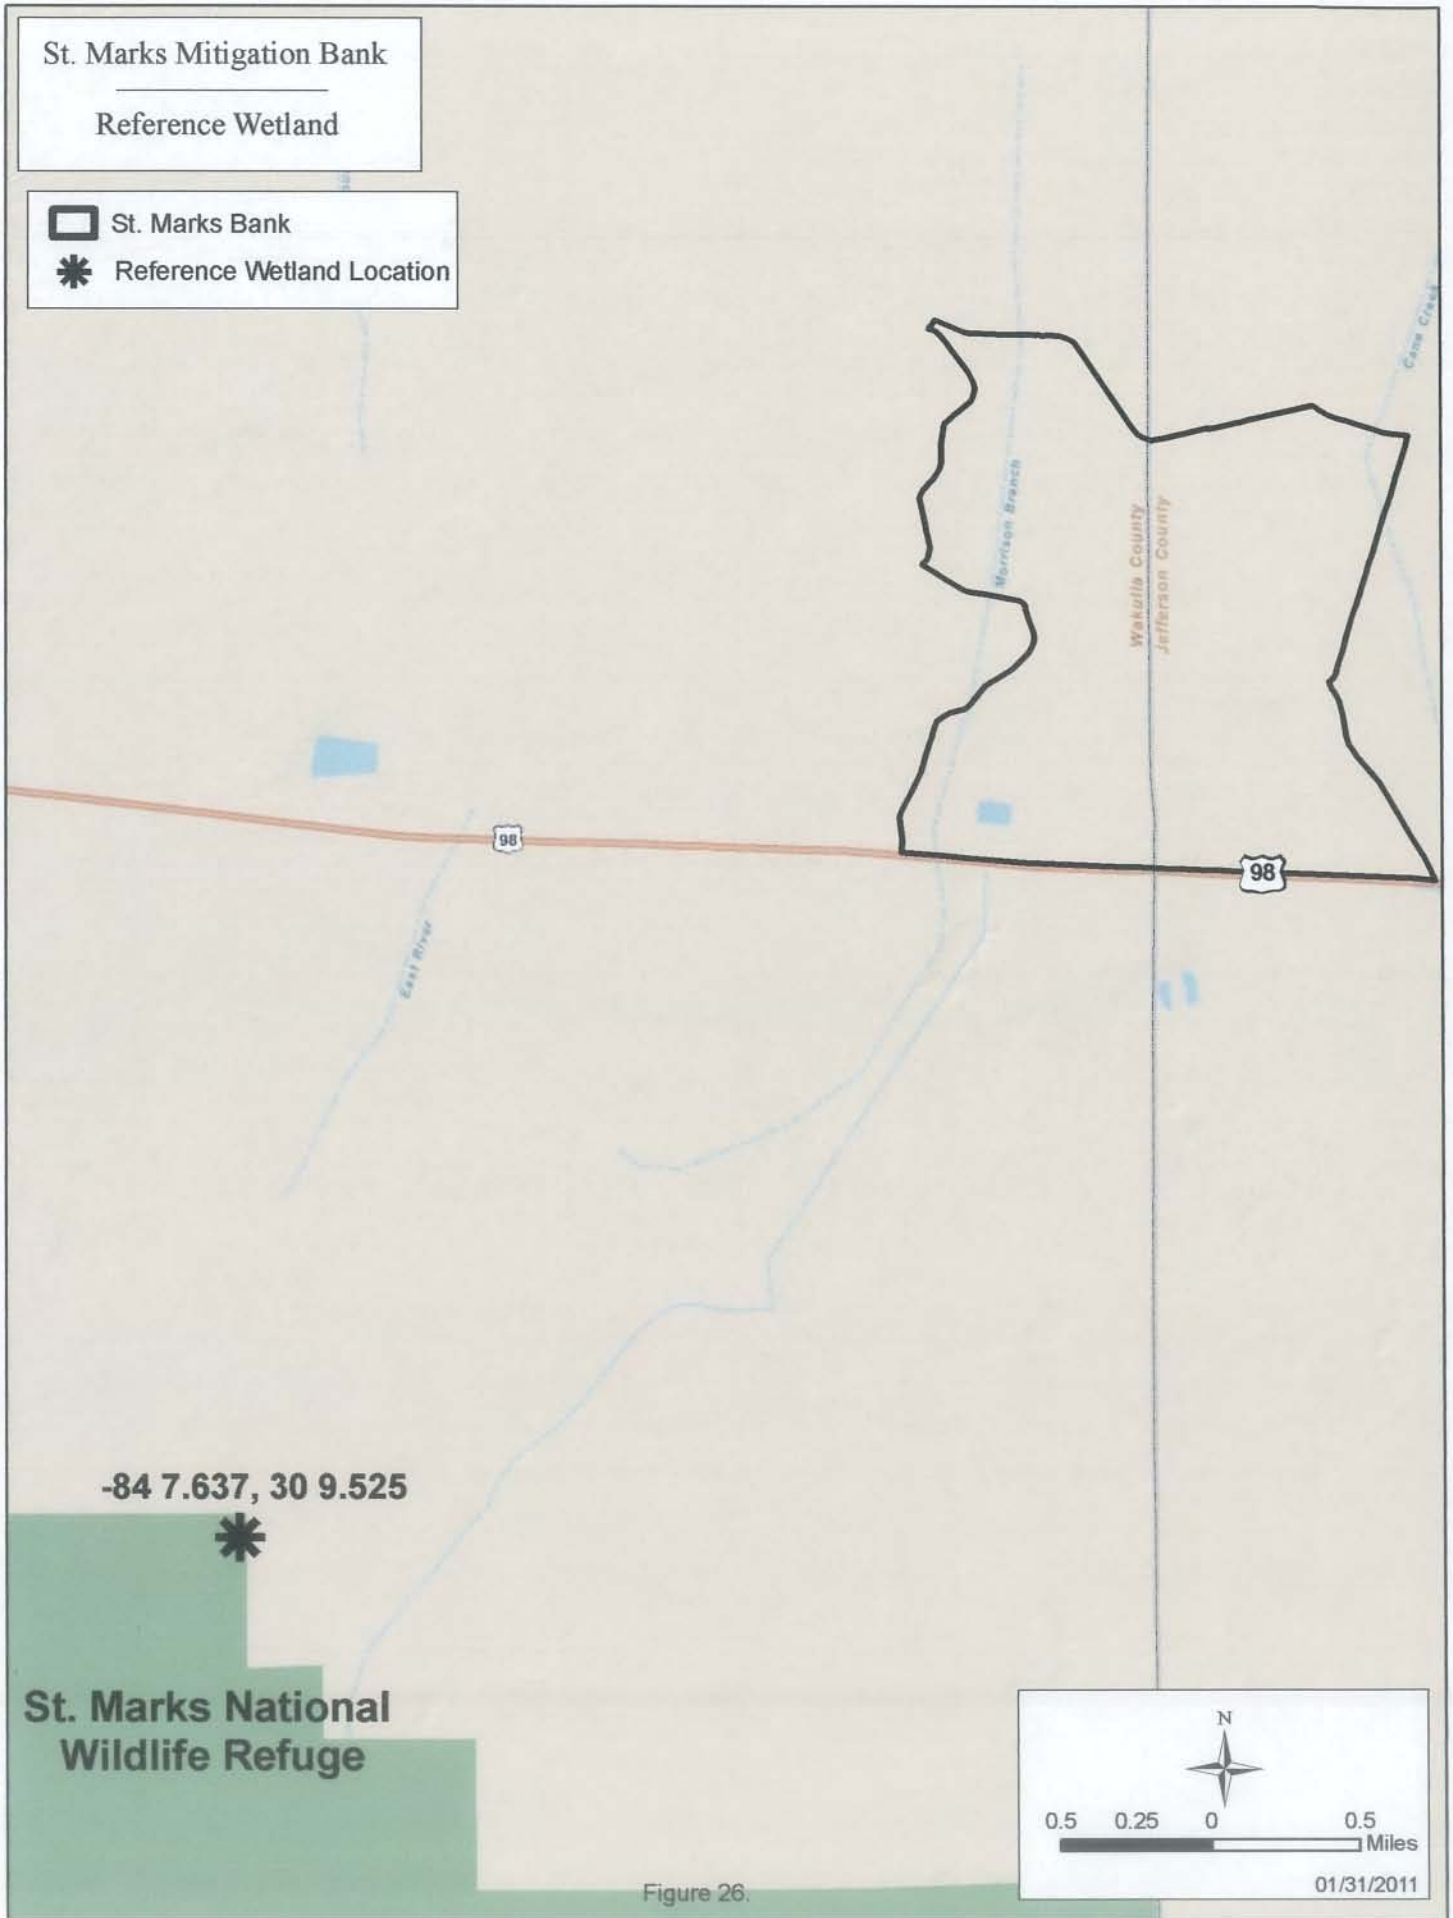 St. Marks Mitigation Bank
Reference Wetland
St. Marks Bank
Reference Wetland Location
Cane Creek
Morrison Branch
Wakulla County
Jefferson County
98
98
East River
-84 7.637, 30 9.525
St. Marks National
Wildlife Refuge
N
0.5 0.25 0 0.5
Miles
01/31/2011
Figure 26.